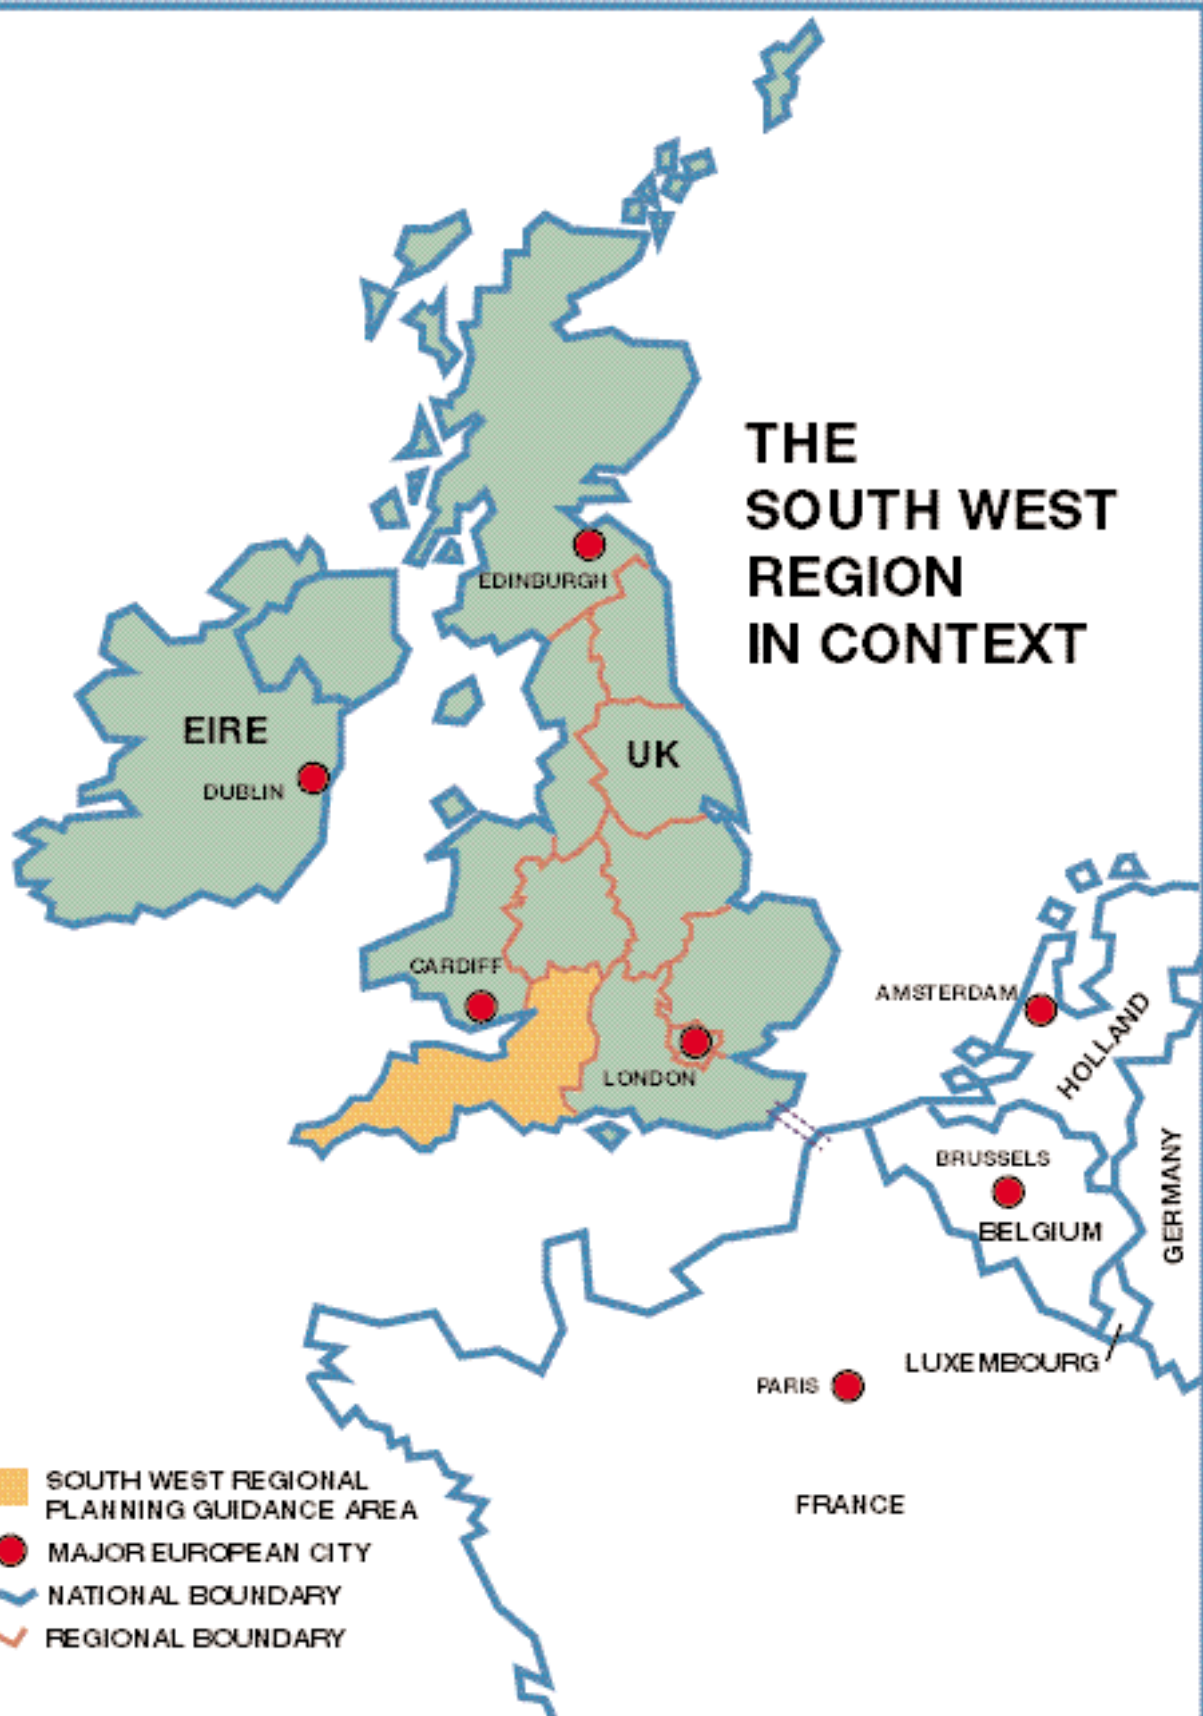 THE
SOUTH WEST
REGION
IN CONTEXT
EDINBURGH
EIRE
UK
DUBLIN
CARDIFF
AMSTERDAM
HOLLAND
LONDON
BRUSSELS
GERMANY
BELGIUM
LUXEMBOURG
PARIS
FRANCE
SOUTH WEST REGIONAL
PLANNING GUIDANCE AREA
MAJOR EUROPEAN CITY
NATIONAL BOUNDARY
REGIONAL BOUNDARY